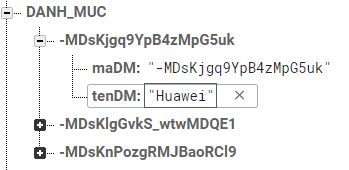 DANH_MUC
-MDsKjgq9YpB4zMpG5uk
maDM: "-MDsKjgq9YpB4zMpG5uk"
tenDM: "Huawei"
-MDsKlgGvkS_wtwMDQE1
-MDsKnPozgRMJBaoRCl9